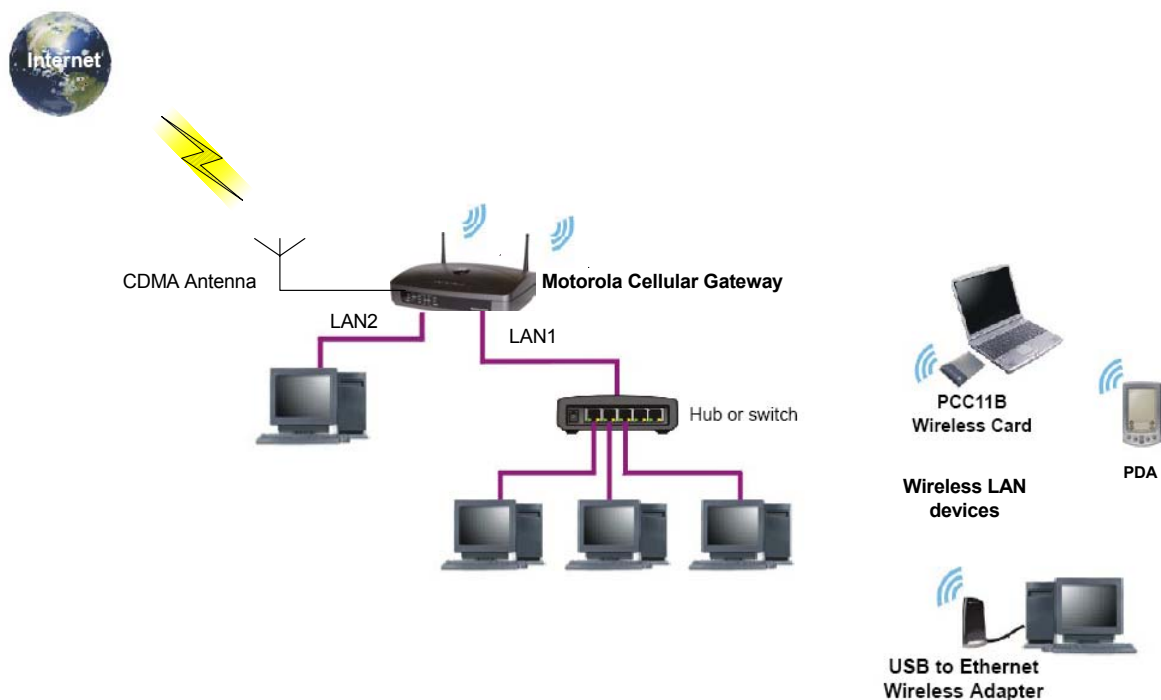 Internet
CDMA Antenna
Motorola Cellular Gateway
LAN2
LAN1
Hub or switch
PCC11B
Wireless Card
PDA
Wireless LAN
devices
USB to Ethernet
Wireless Adapter